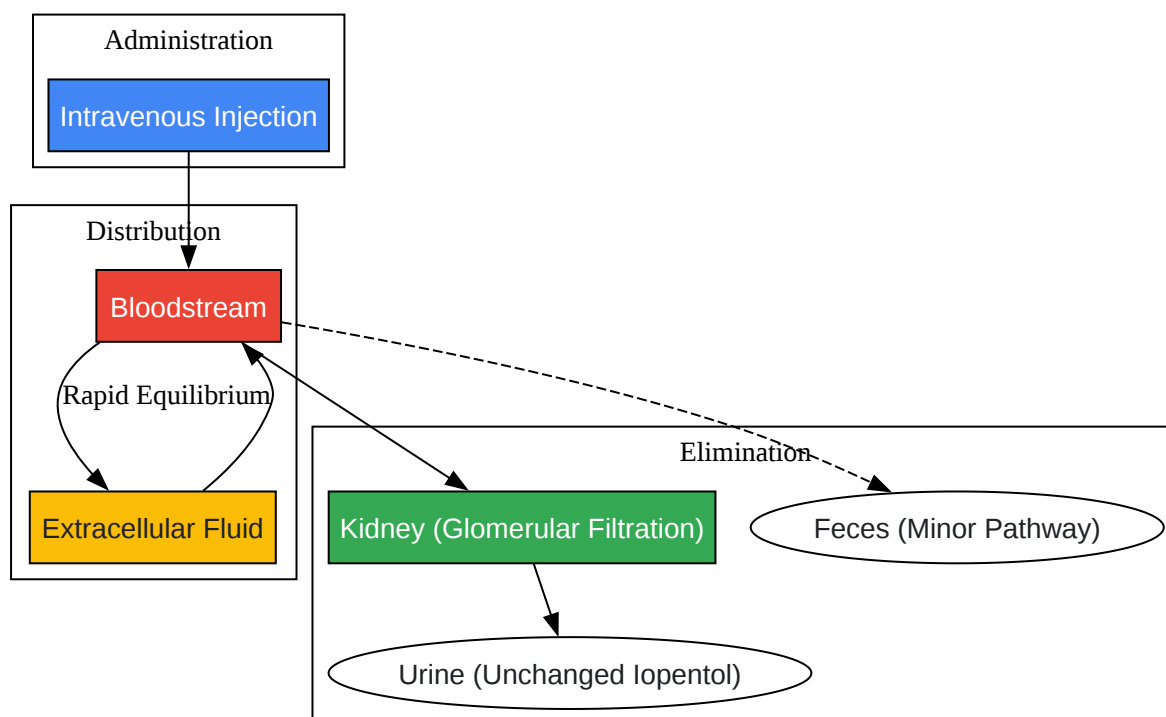 Administration
Intravenous Injection
Distribution
Bloodstream
Rapid Equilibrium
Extracellular Fluid
Elimination
Kidney (Glomerular Filtration)
Feces (Minor Pathway)
Urine (Unchanged Iopentol)